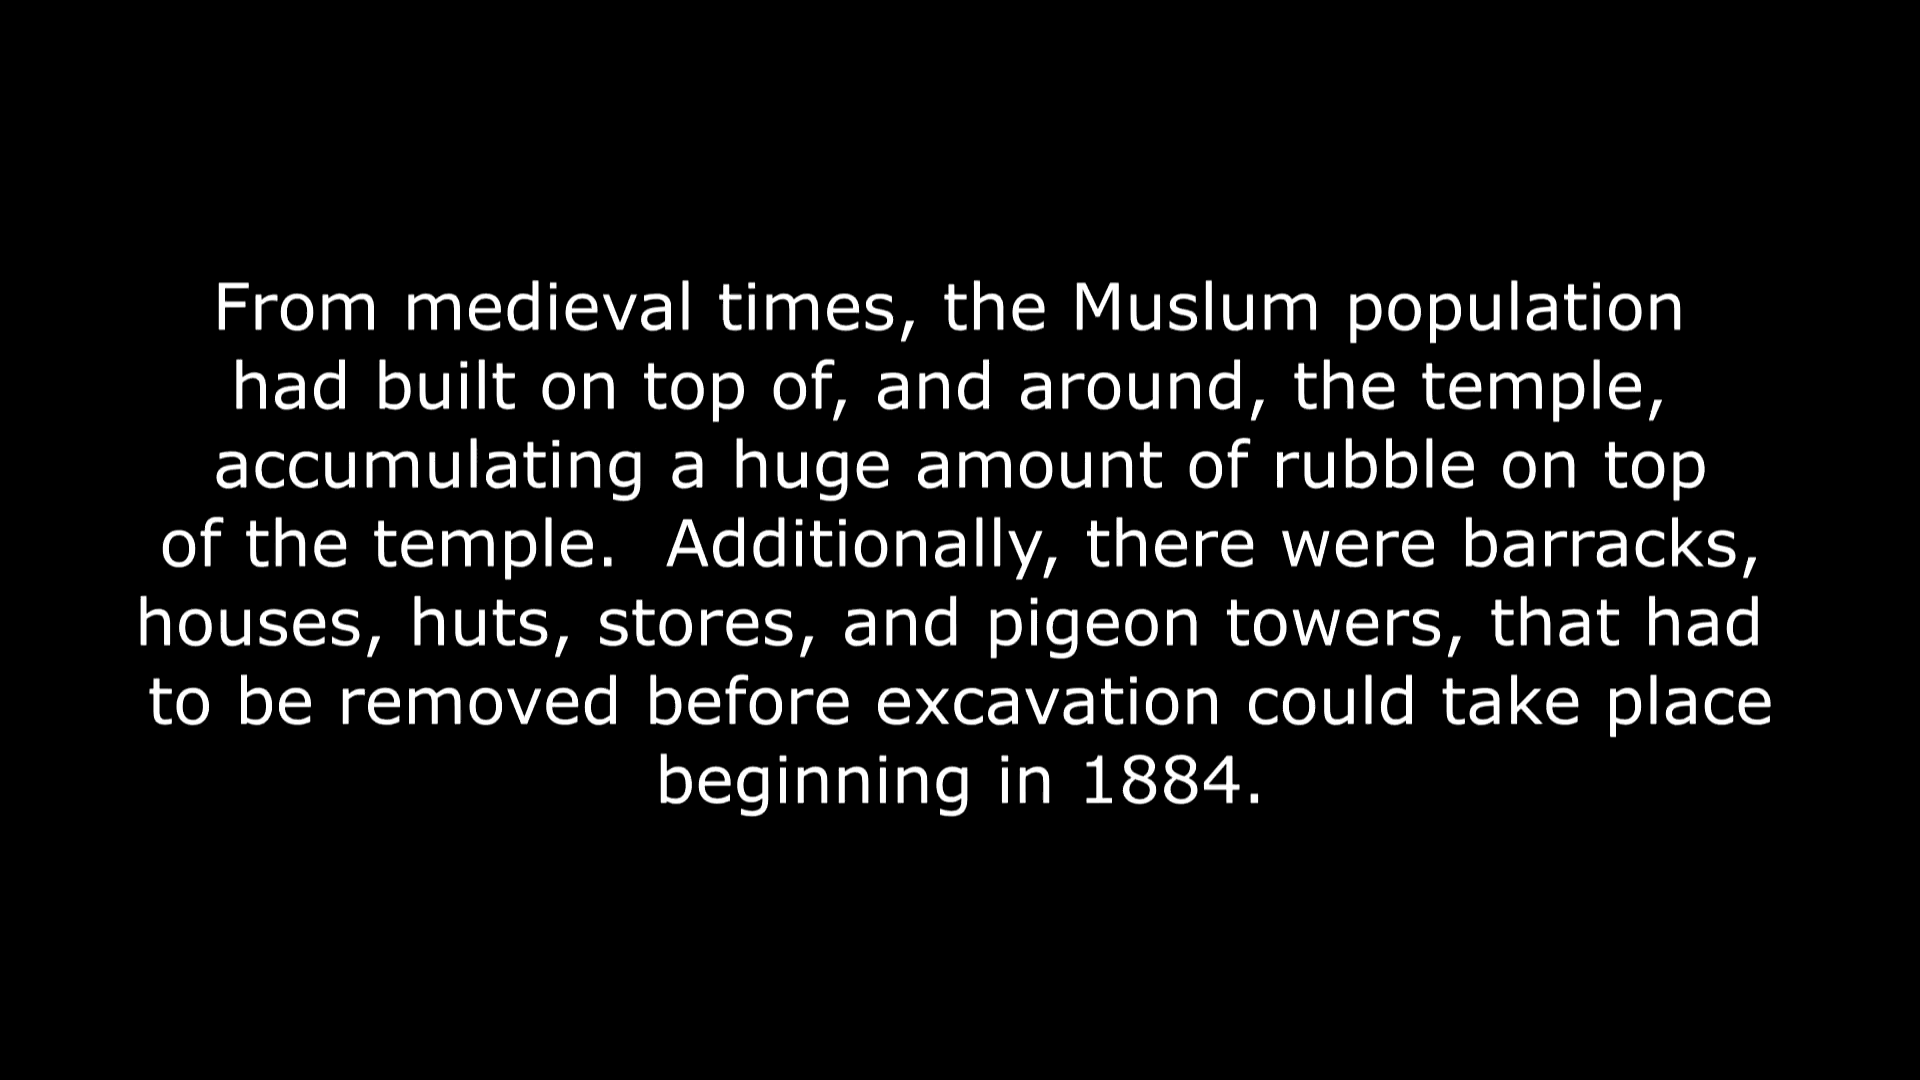 From medieval times, the Muslum population
had built on top of, and around, the temple,
accumulating a huge amount of rubble on top
of the temple.  Additionally, there were barracks,
houses, huts, stores, and pigeon towers, that had
to be removed before excavation could take place
beginning in 1884.